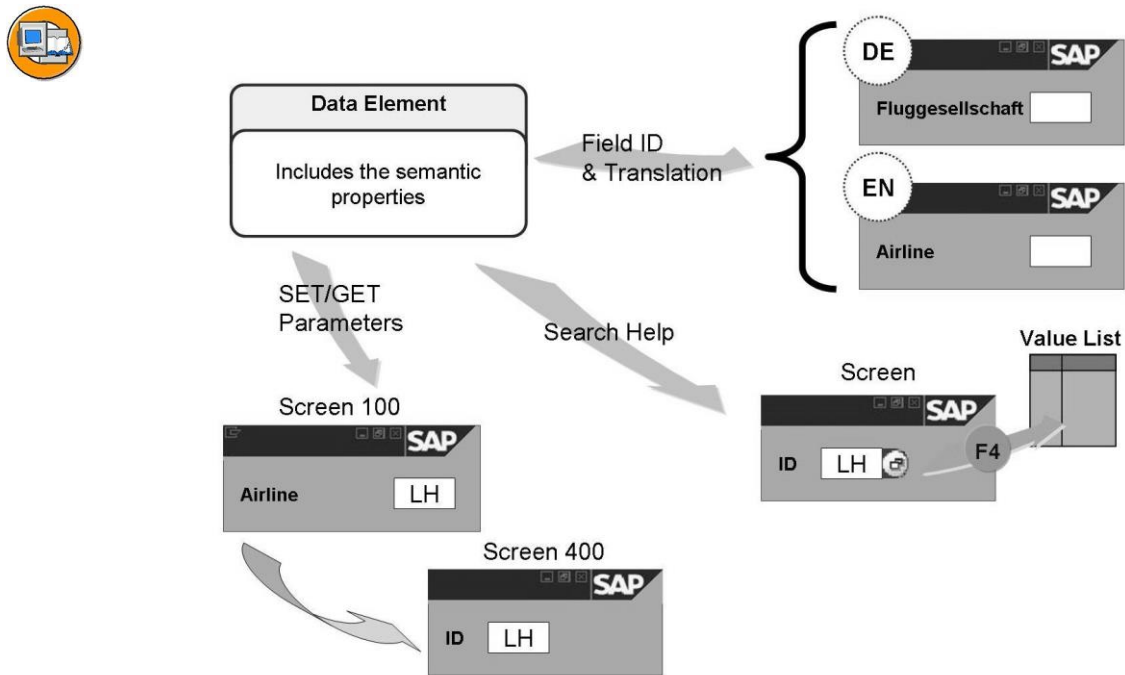 Data Element
Includes the semantic
properties
Field ID
& Translation
DE
SAP
Fluggesellschaft
EN
SAP
Airline
SET/GET
Parameters
Search Help
Value List
Screen
SAP
ID LH
F4
Screen 100
SAP
Airline LH
Screen 400
SAP
ID LH